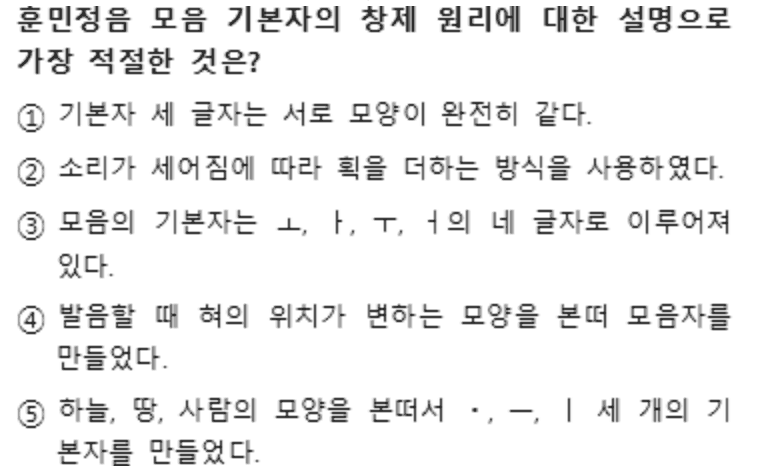 훈민정음 모음 기본자의 창제 원리에 대한 설명으로
가장 적절한 것은?
① 기본자 세 글자는 서로 모양이 완전히 같다.
② 소리가 세어짐에 따라 획을 더하는 방식을 사용하였다.
③ 모음의 기본자는 ㅗ, ㅏ, ㅜ, ㅓ의 네 글자로 이루어져
있다.
④ 발음할 때 혀의 위치가 변하는 모양을 본떠 모음자를
만들었다.
⑤ 하늘, 땅, 사람의 모양을 본떠서 ·, ㅡ, ㅣ 세 개의 기
본자를 만들었다.